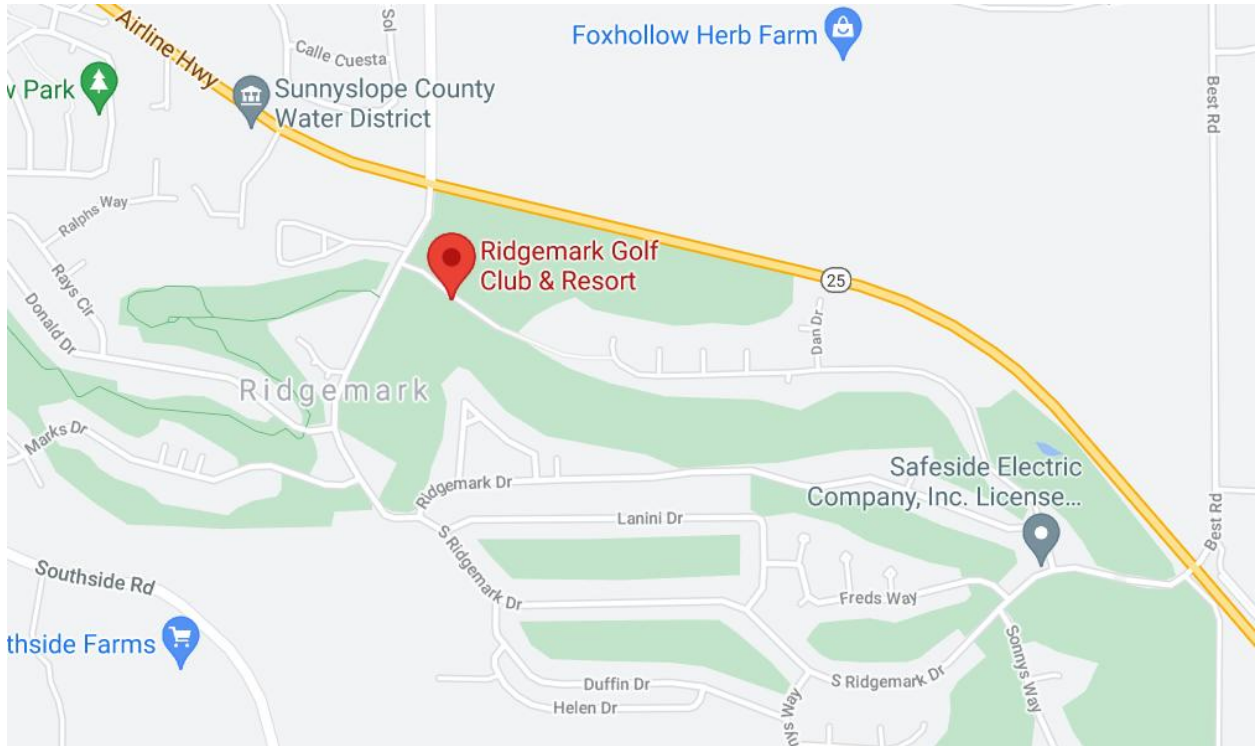 Airline Hwy
Sol
Calle Cuesta
Foxhollow Herb Farm
Best Rd
w Park
Sunnyslope County
Water District
Ralphs Way
Rays Cir
Donald Dr
Ridgemark Golf
Club & Resort
25
Dan Dr
Ridgemark
Marks Dr
Ridgemark Dr
Safeside Electric
Company, Inc. License...
Lanini Dr
Best Rd
S Ridgemark Dr
Southside Rd
Freds Way
thside Farms
Sonnys Way
Duffin Dr
S Ridgemark Dr
Helen Dr
nys Way